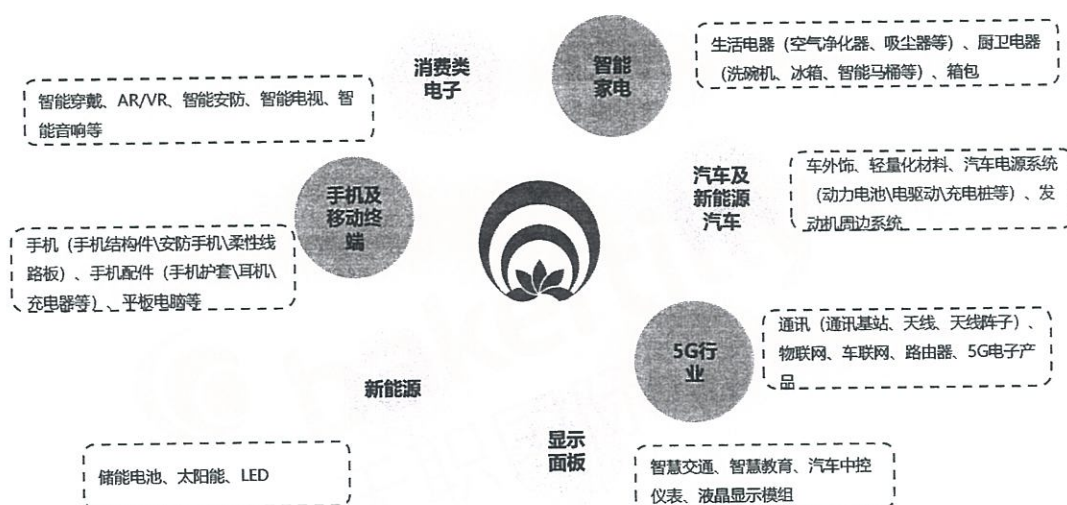 消费类
电子
智能穿戴、AR/VR、智能安防、智能电视、智
能音响等
智能
家电
生活电器（空气净化器、吸尘器等）、厨卫电器
（洗碗机、冰箱、智能马桶等）、箱包
手机及
移动终
端
手机（手机结构件\安防手机\柔性线
路板）、手机配件（手机护套\耳机\
充电器等）、平板电脑等
汽车及
新能源
汽车
车外饰、轻量化材料、汽车电源系统
（动力电池\电驱动\充电桩等）、发
动机周边系统
5G行
业
通讯（通讯基站、天线、天线阵子）、
物联网、车联网、路由器、5G电子产
品
新能源
储能电池、太阳能、LED
显示
面板
智慧交通、智慧教育、汽车中控
仪表、液晶显示模组